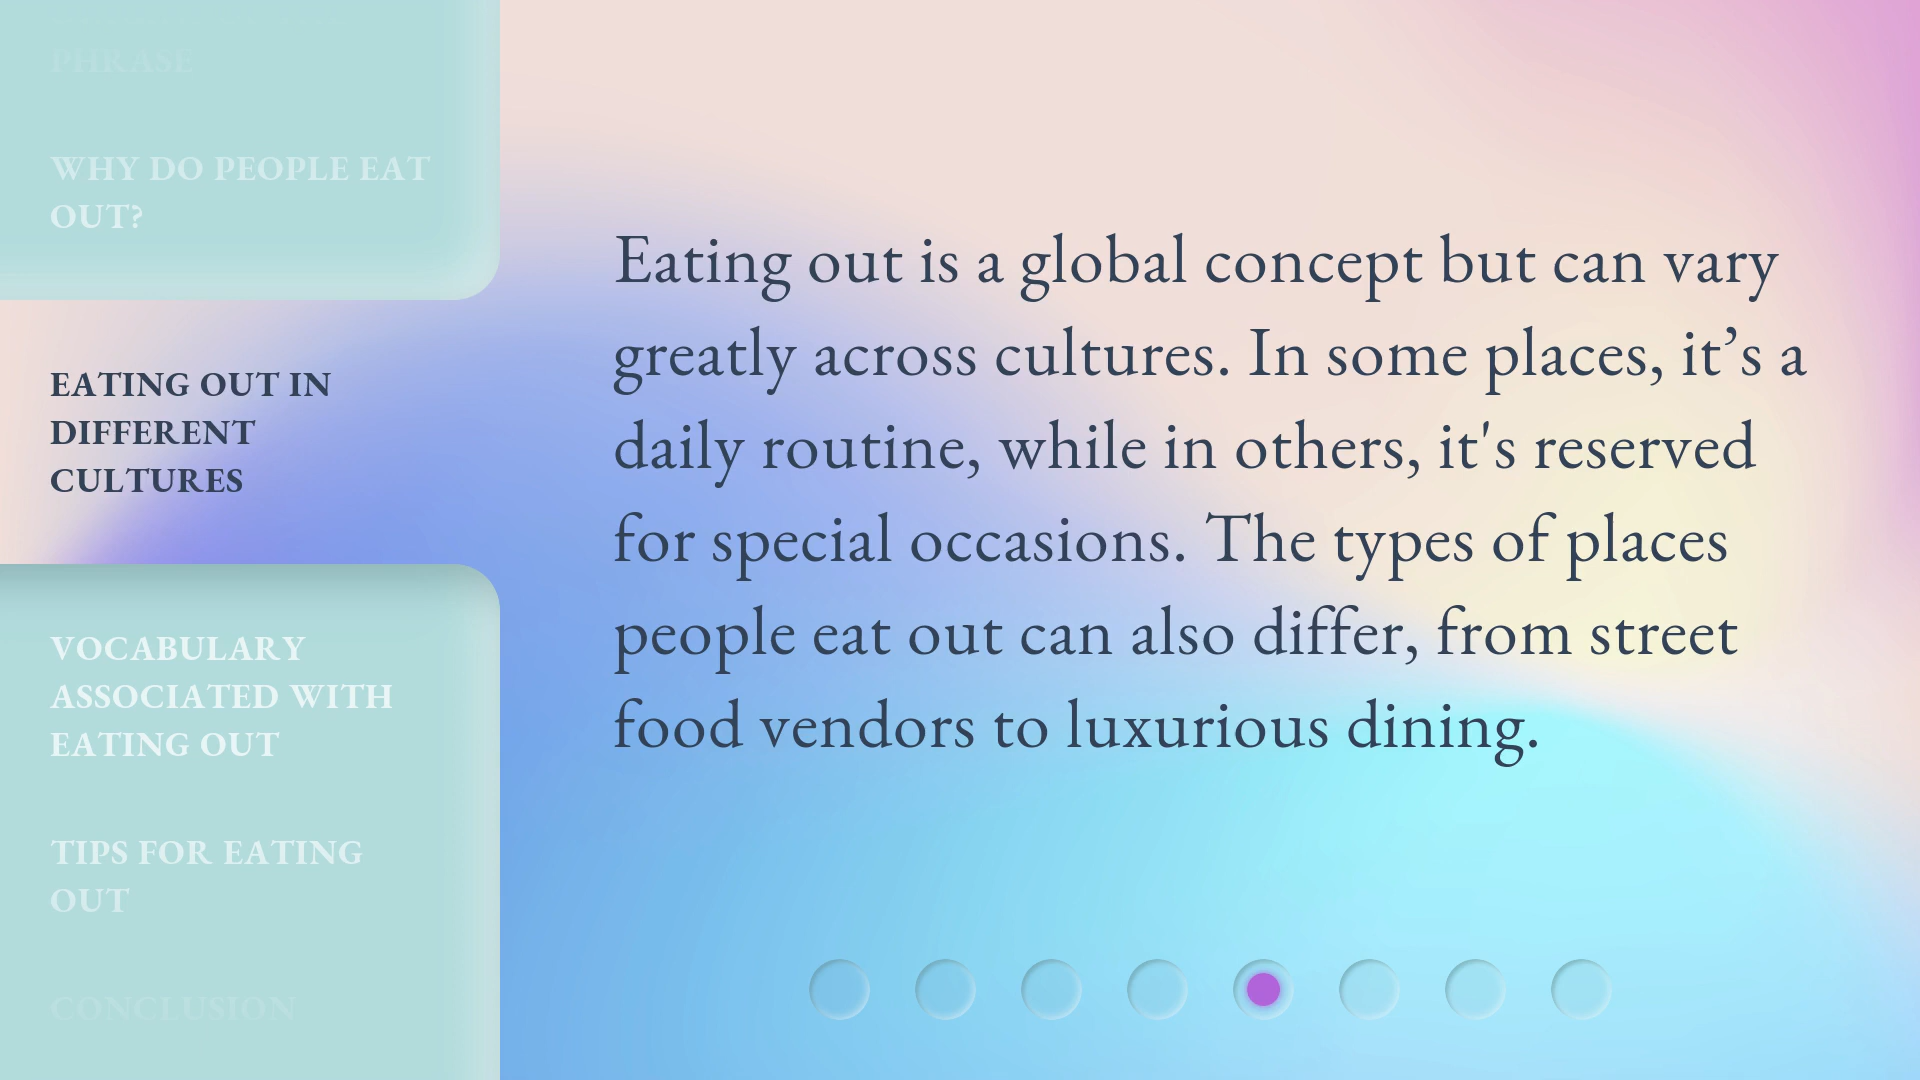 PHRASE
WHY DO PEOPLE EAT
OUT?
EATING OUT IN
DIFFERENT
CULTURES
VOCABULARY
ASSOCIATED WITH
EATING OUT
TIPS FOR EATING
OUT
CONCLUSION
Eating out is a global concept but can vary
greatly across cultures. In some places, it’s a
daily routine, while in others, it's reserved
for special occasions. The types of places
people eat out can also differ, from street
food vendors to luxurious dining.